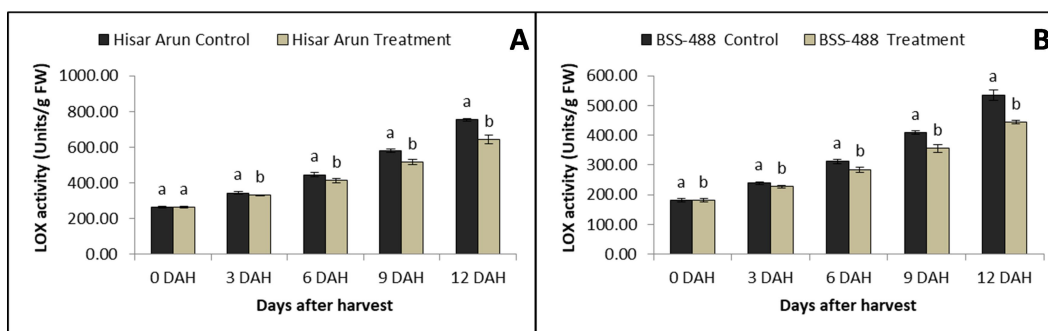 Hisar Arun Control Hisar Arun Treatment A
LOX activity (Units/g FW)
1000.00
800.00
600.00
400.00
200.00
0.00
a a a b a b a b a b
0 DAH 3 DAH 6 DAH 9 DAH 12 DAH
Days after harvest
BSS-488 Control BSS-488 Treatment B
LOX activity (Units/g FW)
600.00
500.00
400.00
300.00
200.00
100.00
0.00
a b a b a b a b a b
0 DAH 3 DAH 6 DAH 9 DAH 12 DAH
Days after harvest